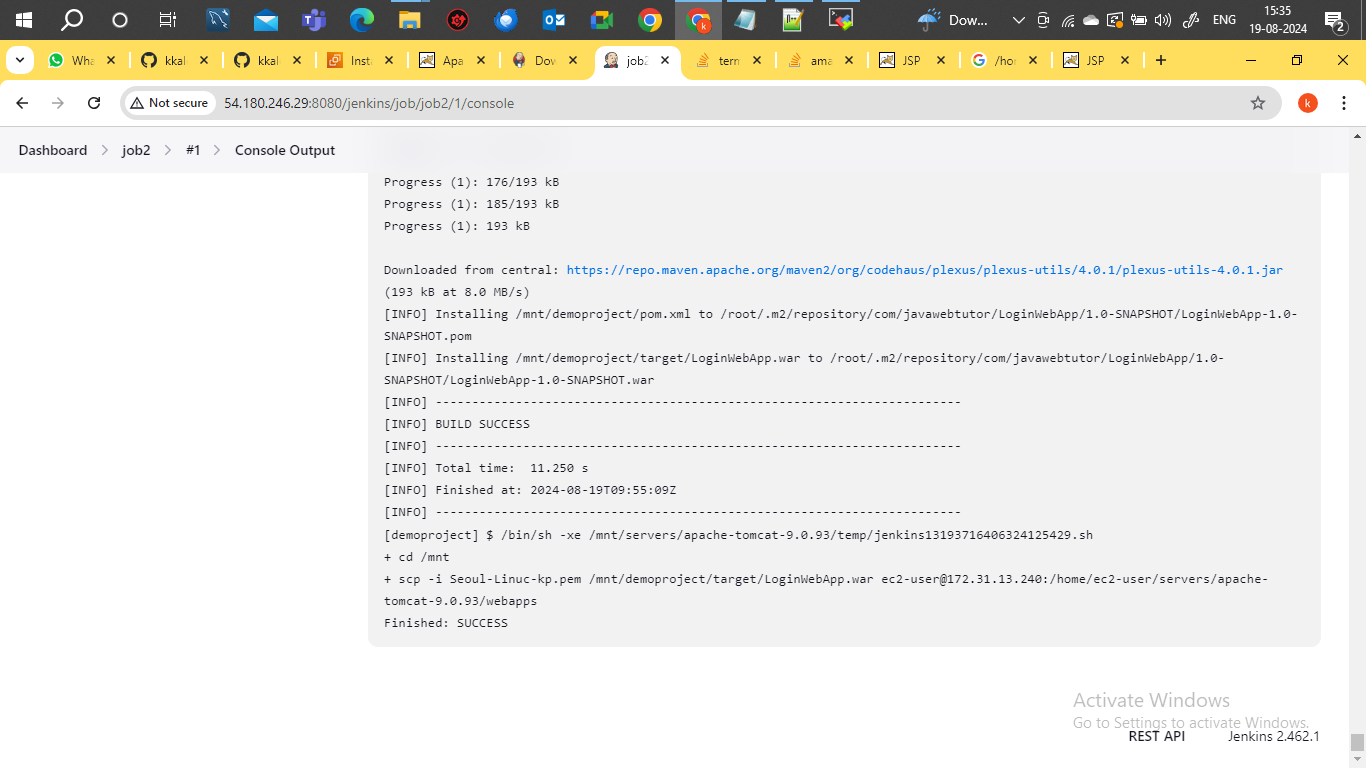 Dow...
ENG
15:35
19-08-2024
2
Wha
kkal
kkal
Inst
Apa
Dov
job2
tern
ama
JSP
/ho
JSP
Not secure
54.180.246.29:8080/jenkins/job/job2/1/console
k
Dashboard > job2 > #1 > Console Output
Progress (1): 176/193 kB
Progress (1): 185/193 kB
Progress (1): 193 kB
Downloaded from central: https://repo.maven.apache.org/maven2/org/codehaus/plexus/plexus-utils/4.0.1/plexus-utils-4.0.1.jar
(193 kB at 8.0 MB/s)
[INFO] Installing /mnt/demoproject/pom.xml to /root/.m2/repository/com/javawebtutor/LoginWebApp/1.0-SNAPSHOT/LoginWebApp-1.0-
SNAPSHOT.pom
[INFO] Installing /mnt/demoproject/target/LoginWebApp.war to /root/.m2/repository/com/javawebtutor/LoginWebApp/1.0-
SNAPSHOT/LoginWebApp-1.0-SNAPSHOT.war
[INFO] ------------------------------------------------------------------------
[INFO] BUILD SUCCESS
[INFO] ------------------------------------------------------------------------
[INFO] Total time:  11.250 s
[INFO] Finished at: 2024-08-19T09:55:09Z
[INFO] ------------------------------------------------------------------------
[demoproject] $ /bin/sh -xe /mnt/servers/apache-tomcat-9.0.93/temp/jenkins13193716406324125429.sh
+ cd /mnt
+ scp -i Seoul-Linuc-kp.pem /mnt/demoproject/target/LoginWebApp.war ec2-user@172.31.13.240:/home/ec2-user/servers/apache-
tomcat-9.0.93/webapps
Finished: SUCCESS
Activate Windows
Go to Settings to activate Windows.
REST API
Jenkins 2.462.1